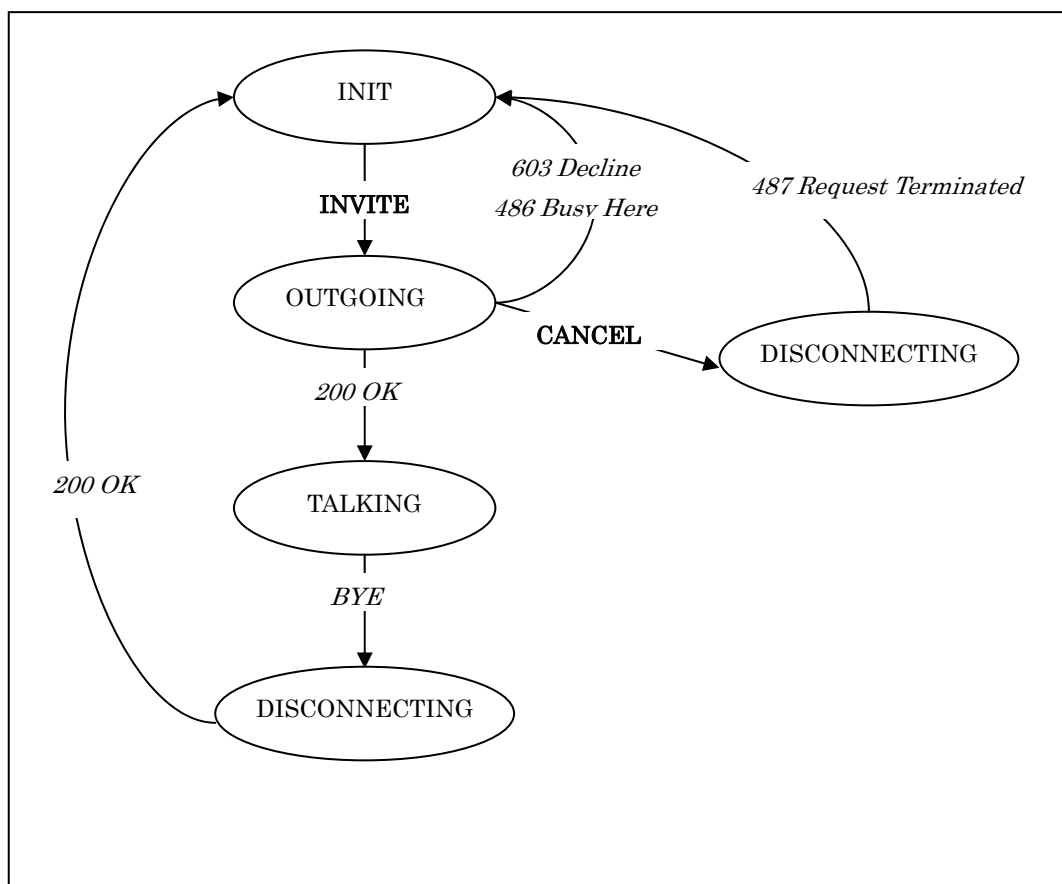 INIT
603 Decline
486 Busy Here
487 Request Terminated
INVITE
OUTGOING
CANCEL
DISCONNECTING
200 OK
200 OK
TALKING
BYE
DISCONNECTING